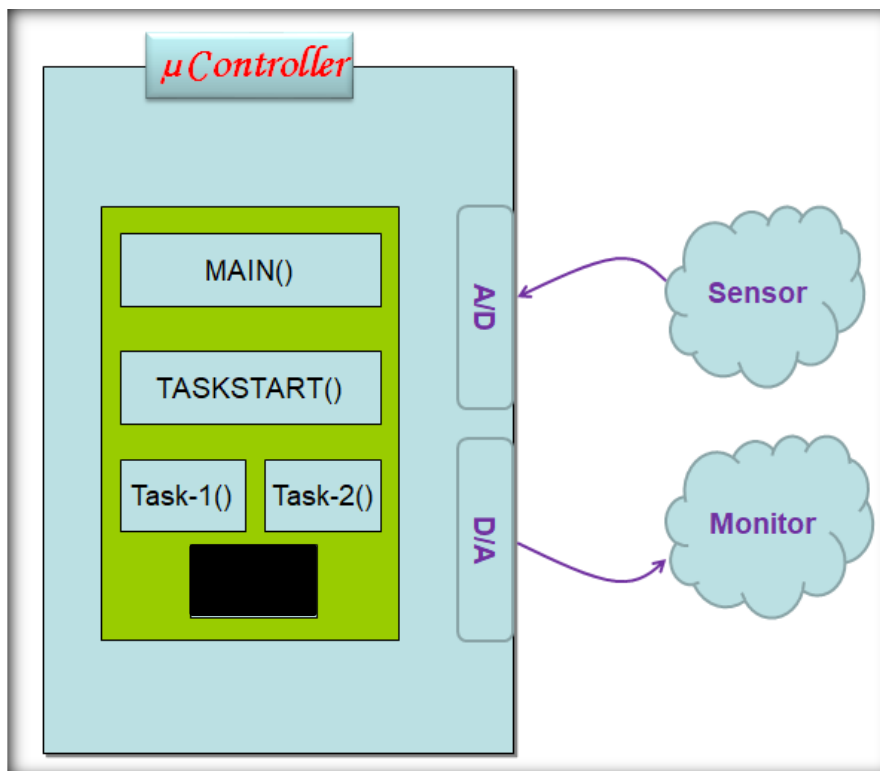 µController
MAIN()
TASKSTART()
Task-1() Task-2()
A/D
D/A
Sensor
Monitor